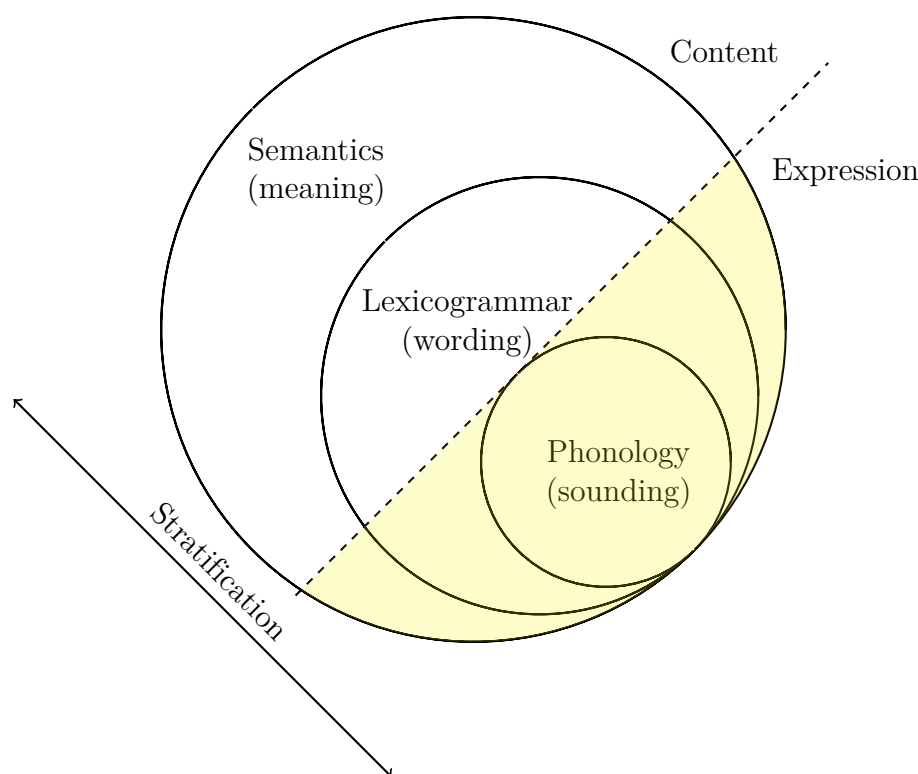 Content
Semantics
(meaning)
Expression
Lexicogrammar
(wording)
Phonology
(sounding)
Stratification